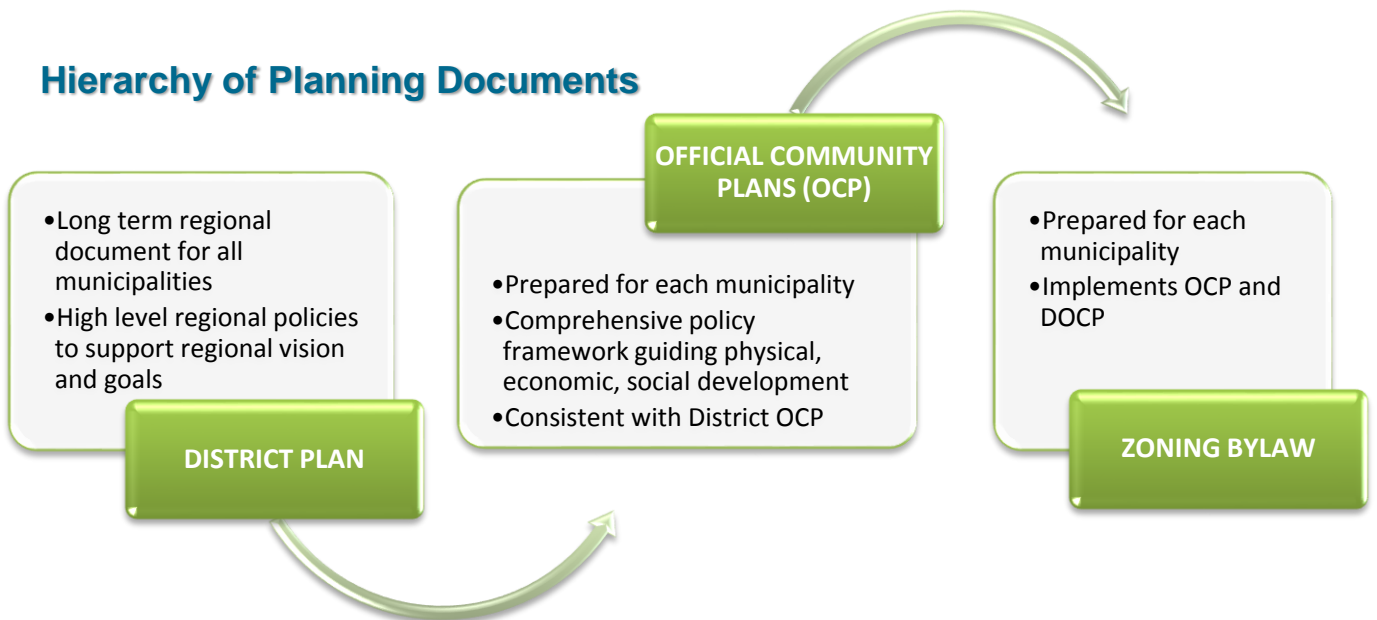 Hierarchy of Planning Documents
•Long term regional
document for all
municipalities
•High level regional policies
to support regional vision
and goals
DISTRICT PLAN
OFFICIAL COMMUNITY
PLANS (OCP)
•Prepared for each municipality
•Comprehensive policy
framework guiding physical,
economic, social development
•Consistent with District OCP
•Prepared for each
municipality
•Implements OCP and
DOCP
ZONING BYLAW